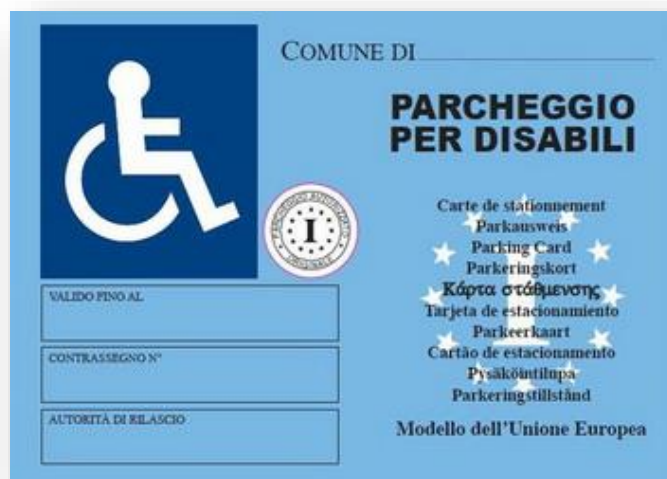 COMUNE DI
PARCHEGGIO
PER DISABILI
Carte de stationnement
Parkausweis
Parking Card
Parkeringskort
Κάρτα στάθμευσης
Tarjeta de estacionamiento
Parkeerkaart
Cartão de estacionamento
Pysäköintilupa
Parkeringstillstånd
Modello dell'Unione Europea
I
VALIDO FINO AL
CONTRASSEGNO N°
AUTORITÀ DI RILASCIO